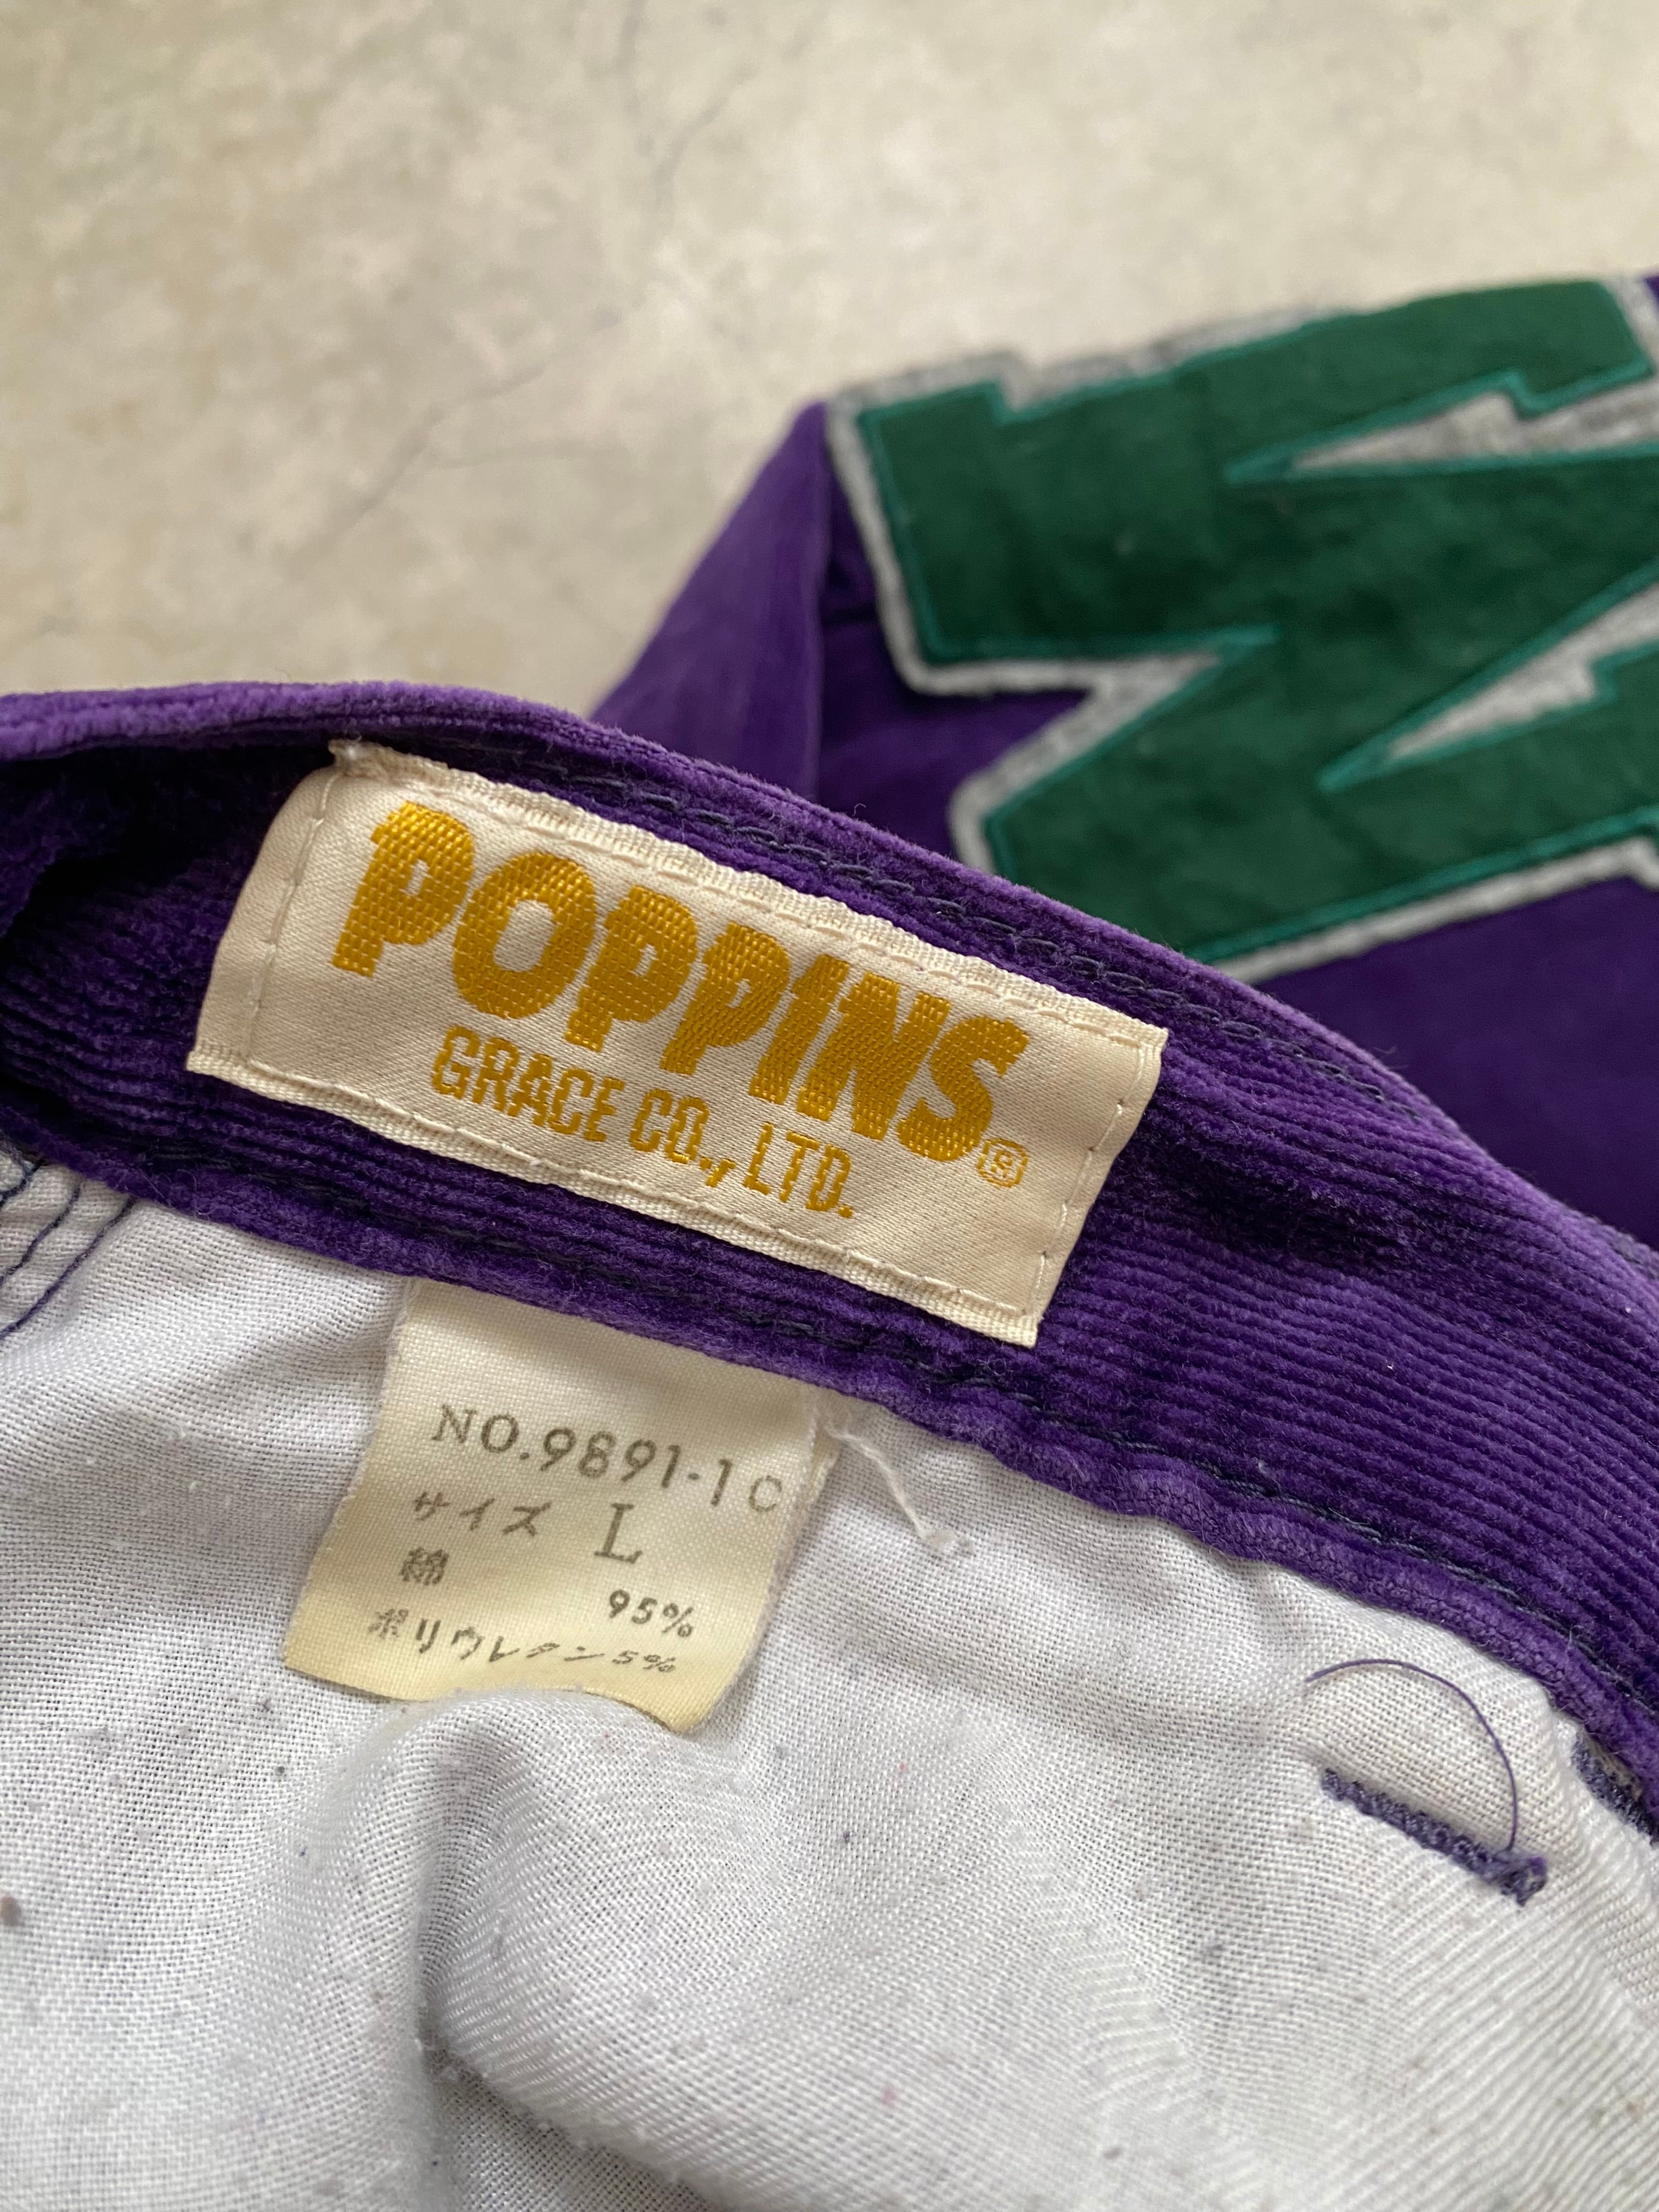 POPPINS®
GRACE CO., LTD.
NO.9891-1C
サイズ L
綿 95%
ポリウレタン 5%